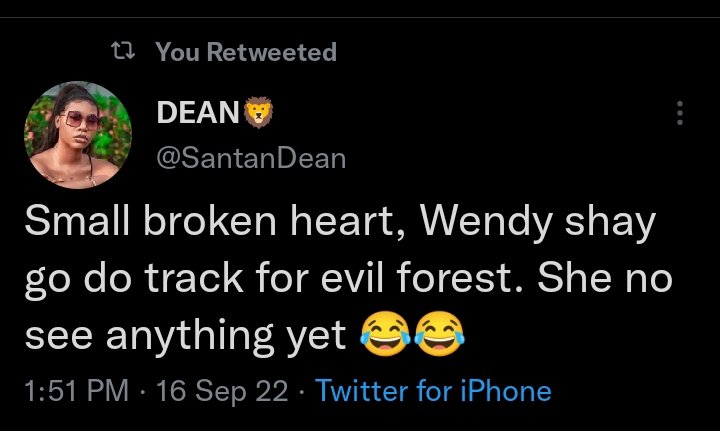 You Retweeted
DEAN🦁
@SantanDean
Small broken heart, Wendy shay
go do track for evil forest. She no
see anything yet 😂😂
1:51 PM · 16 Sep 22 · Twitter for iPhone